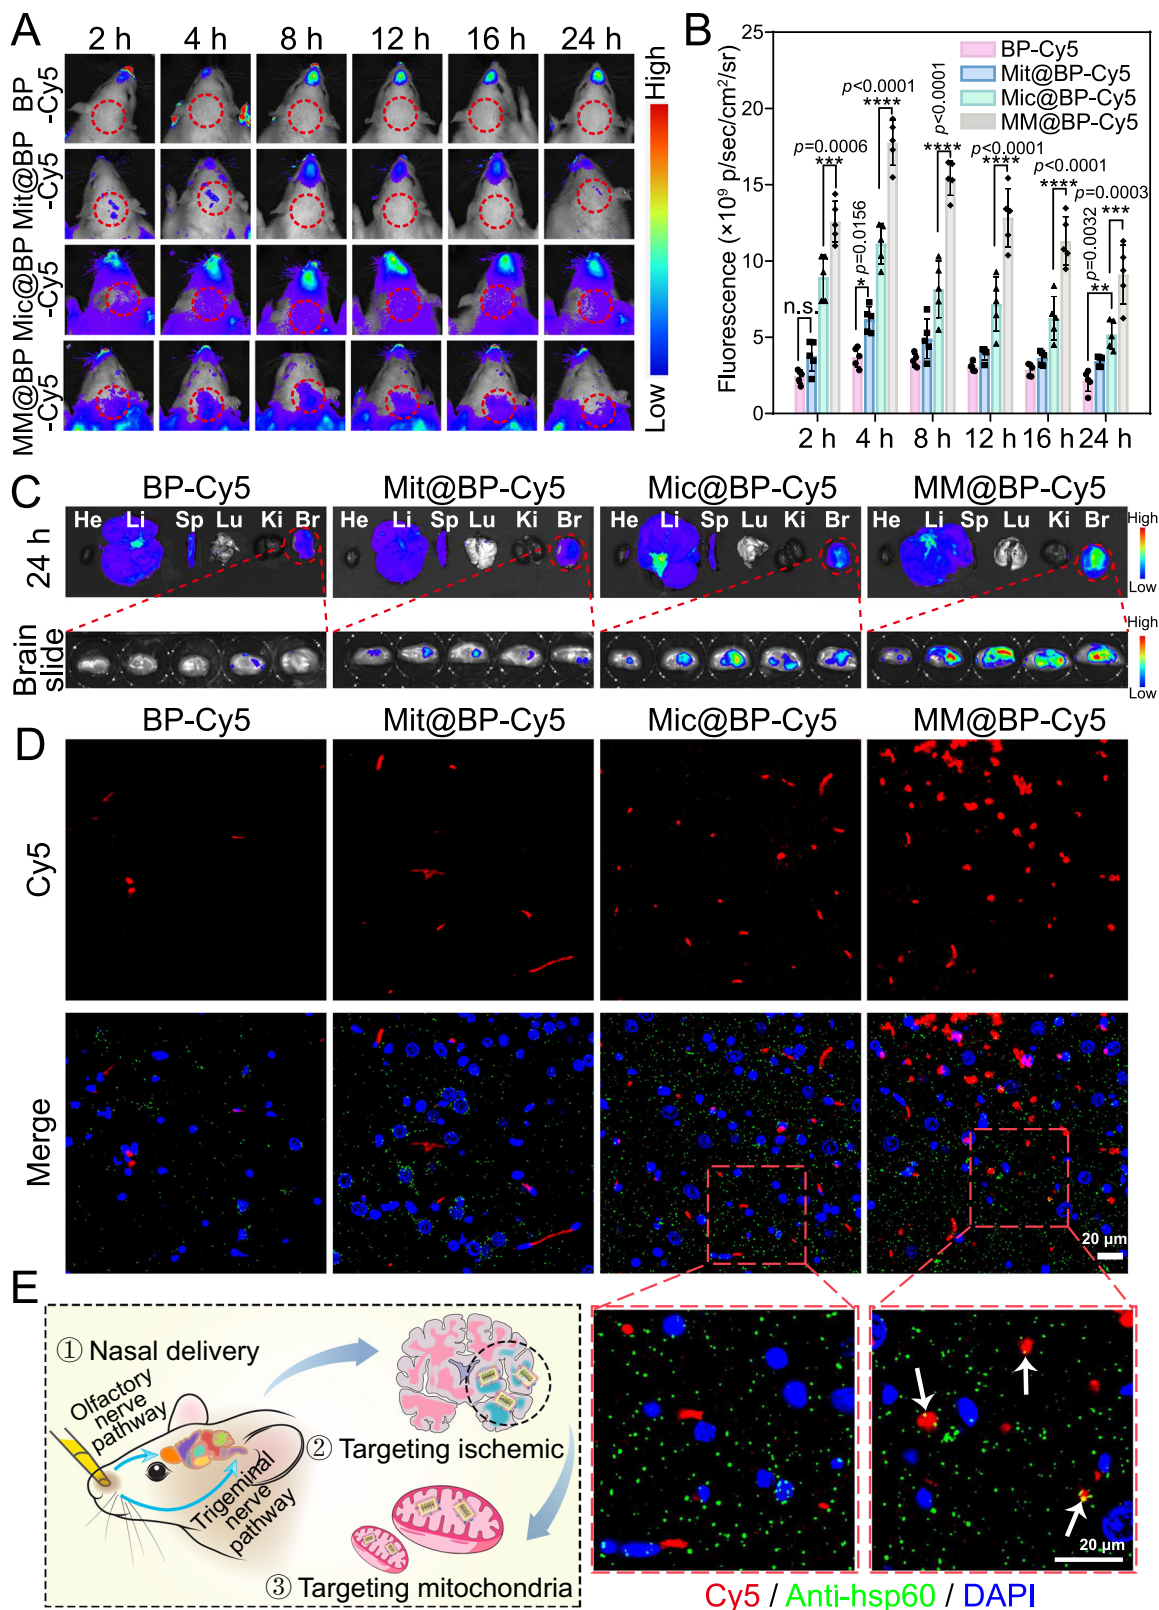 A
2 h 4 h 8 h 12 h 16 h 24 h
BP
-Cy5
Mit@BP
-Cy5
Mic@BP
-Cy5
MM@BP
-Cy5
High
Low
B
Fluorescence (×10⁹ p/sec/cm²/sr)
25
20
15
10
5
0
BP-Cy5
Mit@BP-Cy5
Mic@BP-Cy5
MM@BP-Cy5
n.s.
p=0.0006
***
*
p=0.0156
p<0.0001
****
p<0.0001
****
p<0.0001
****
p<0.0001
****
p=0.0032
**
p=0.0003
***
2 h 4 h 8 h 12 h 16 h 24 h
C
BP-Cy5 Mit@BP-Cy5 Mic@BP-Cy5 MM@BP-Cy5
24 h
He Li Sp Lu Ki Br
He Li Sp Lu Ki Br
He Li Sp Lu Ki Br
He Li Sp Lu Ki Br
High
Low
Brain
slide
High
Low
D
BP-Cy5 Mit@BP-Cy5 Mic@BP-Cy5 MM@BP-Cy5
Cy5
Merge
20 μm
E
① Nasal delivery
Olfactory
nerve
pathway
② Targeting ischemic
Trigeminal
nerve
pathway
③ Targeting mitochondria
20 μm
Cy5 / Anti-hsp60 / DAPI